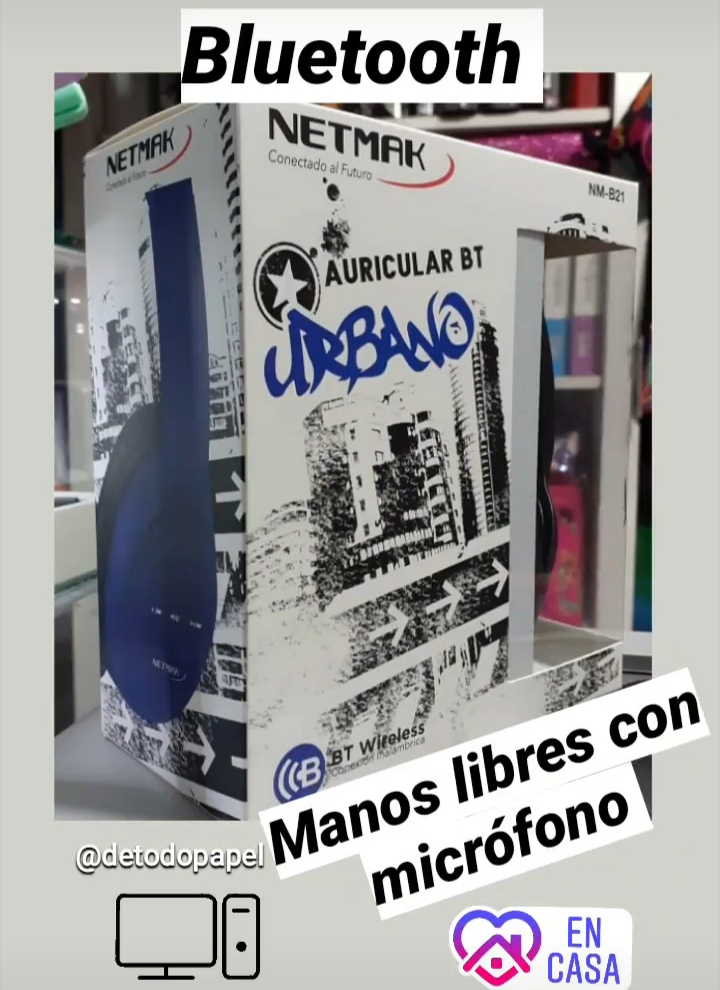 Bluetooth
NETMAK
Conectado al Futuro
NETMAK
Conectado al Futuro
NM-B21
AURICULAR BT
URBANO
NETMAK
BT Wireless
Conexión Inalámbrica
Manos libres con
micrófono
@detodopapel
EN
CASA